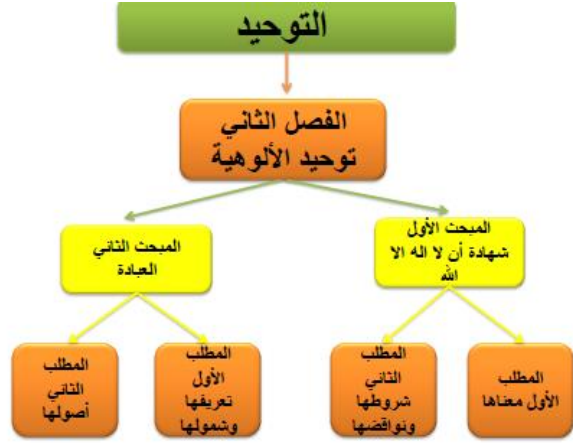 التوحيد
الفصل الثاني
توحيد الألوهية
المبحث الأول
شهادة أن لا اله الا
الله
المبحث الثاني
العبادة
المطلب
الأول معناها
المطلب
الثاني
شروطها
ونواقضها
المطلب
الأول
تعريفها
وشمولها
المطلب
الثاني
أصولها